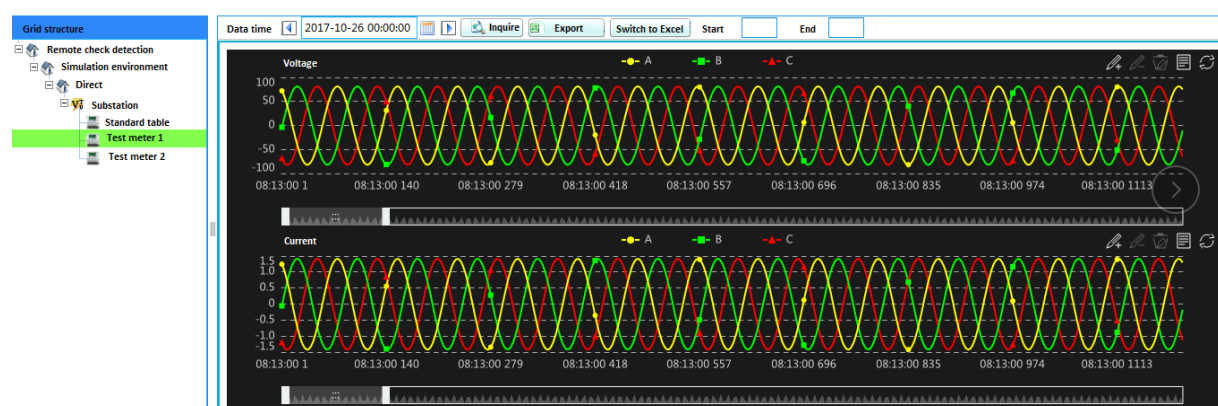 Grid structure
Data time 2017-10-26 00:00:00 Inquire Export Switch to Excel Start End
Remote check detection
Simulation environment
Direct
Substation
Standard table
Test meter 1
Test meter 2
Voltage A B C
100
50
0
-50
-100
08:13:00 1 08:13:00 140 08:13:00 279 08:13:00 418 08:13:00 557 08:13:00 696 08:13:00 835 08:13:00 974 08:13:00 1113
Current A B C
1.5
1.0
0.5
0
-0.5
-1.0
-1.5
08:13:00 1 08:13:00 140 08:13:00 279 08:13:00 418 08:13:00 557 08:13:00 696 08:13:00 835 08:13:00 974 08:13:00 1113